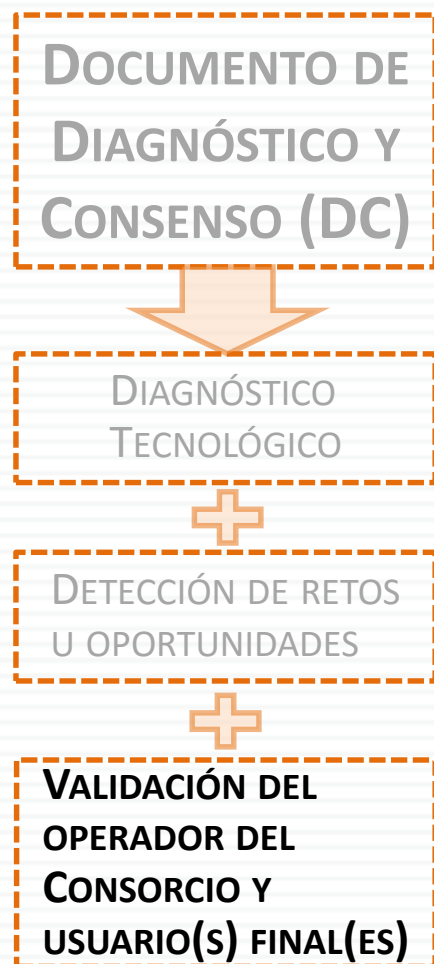 DOCUMENTO DE
DIAGNÓSTICO Y
CONSENSO (DC)
DIAGNÓSTICO
TECNOLÓGICO
DETECCIÓN DE RETOS
U OPORTUNIDADES
VALIDACIÓN DEL
OPERADOR DEL
CONSORCIO Y
USUARIO(S) FINAL(ES)